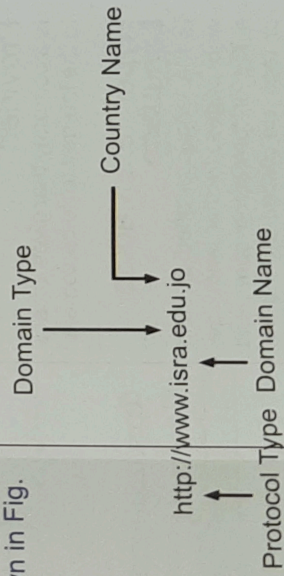 n in Fig.
Domain Type
Country Name
http://www.isra.edu.jo
Protocol Type Domain Name